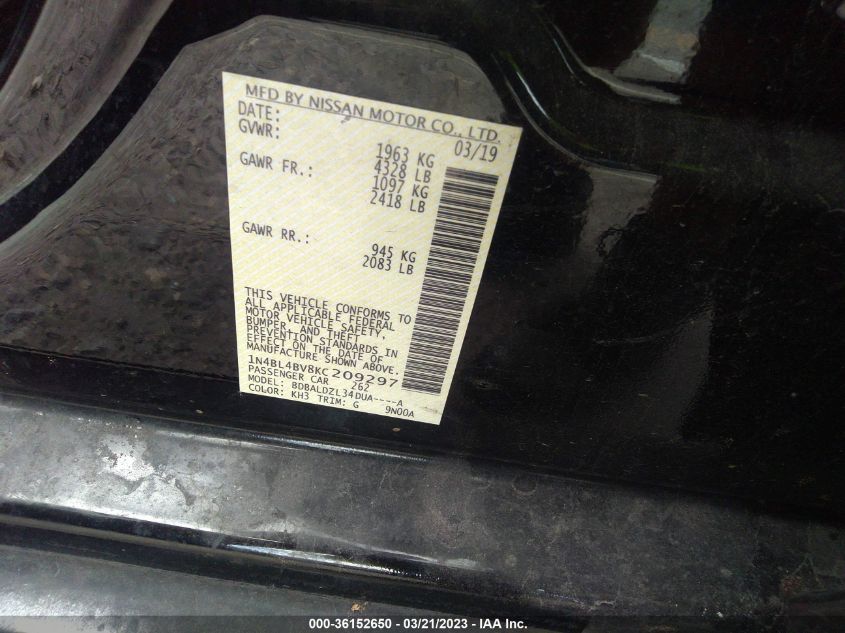 MFD BY NISSAN MOTOR CO., LTD.
DATE: 03/19
GVWR: 1963 KG
4328 LB
GAWR FR.: 1097 KG
2418 LB
GAWR RR.: 945 KG
2083 LB
THIS VEHICLE CONFORMS TO
ALL APPLICABLE FEDERAL
MOTOR VEHICLE SAFETY,
BUMPER, AND THEFT
PREVENTION STANDARDS IN
EFFECT ON THE DATE OF
MANUFACTURE SHOWN ABOVE.
1N4BL4BV8KC209297
PASSENGER CAR 262
MODEL: BDBALDZL34DUA----A
COLOR: KH3 TRIM: G 9N00A
000-36152650 - 03/21/2023 - IAA Inc.